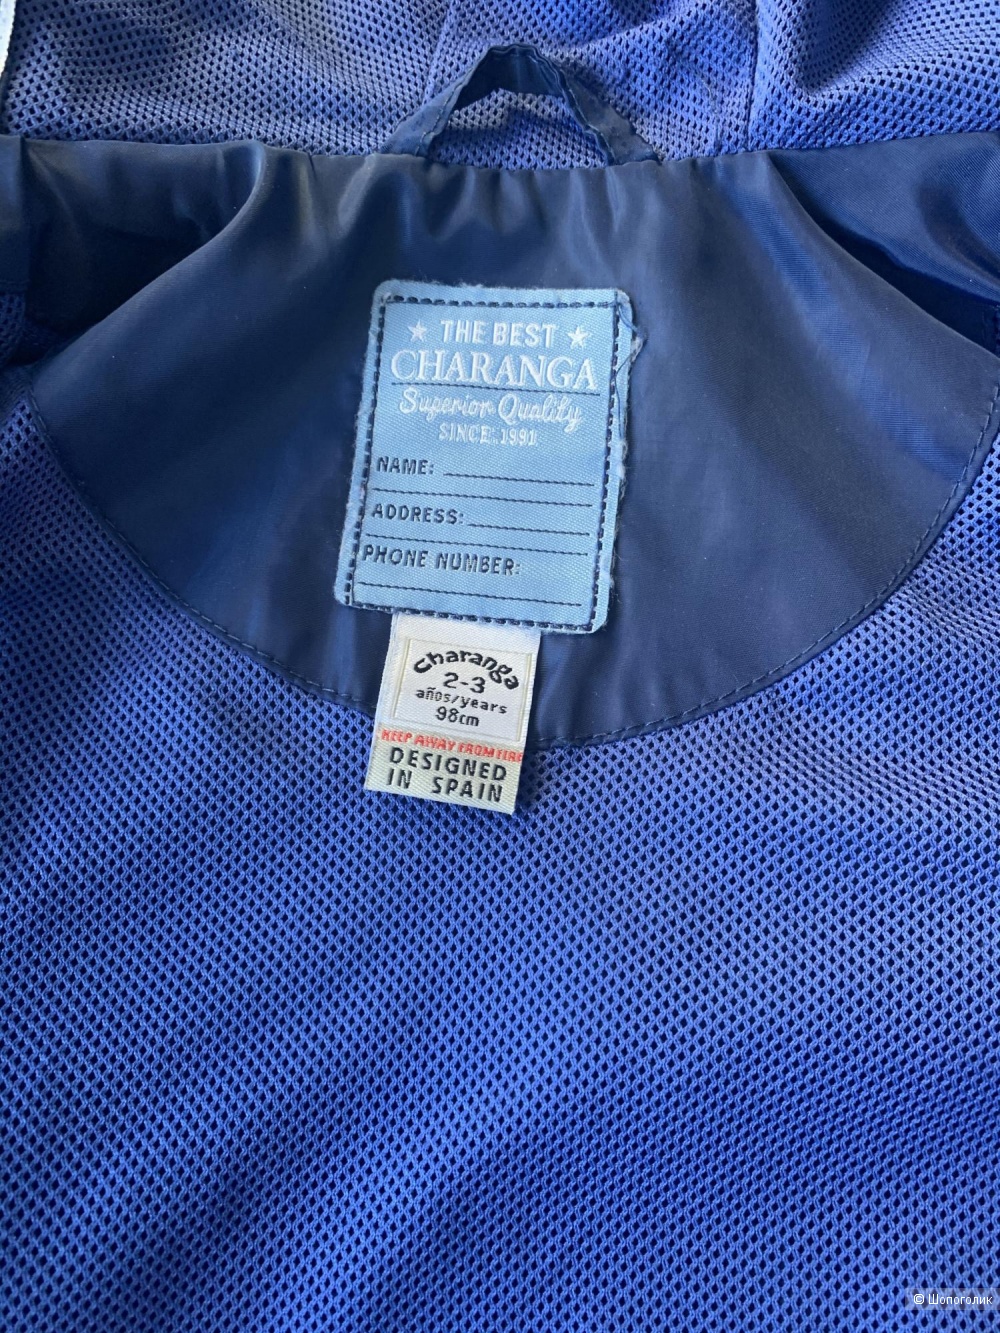 ★ THE BEST ★
CHARANGA
Superior Quality
SINCE 1991
NAME:
ADDRESS:
PHONE NUMBER:
Charanga
2-3
años/years
98cm
KEEP AWAY FROM FIRE
DESIGNED
IN SPAIN
© Шопоголик